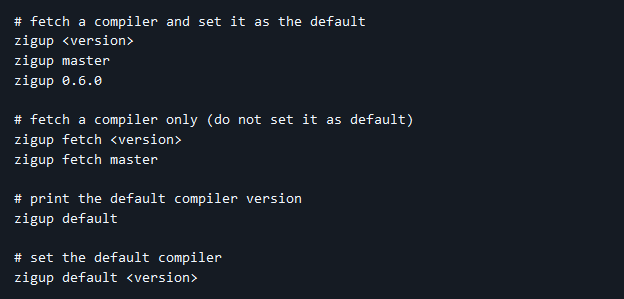 # fetch a compiler and set it as the default
zigup <version>
zigup master
zigup 0.6.0
# fetch a compiler only (do not set it as default)
zigup fetch <version>
zigup fetch master
# print the default compiler version
zigup default
# set the default compiler
zigup default <version>